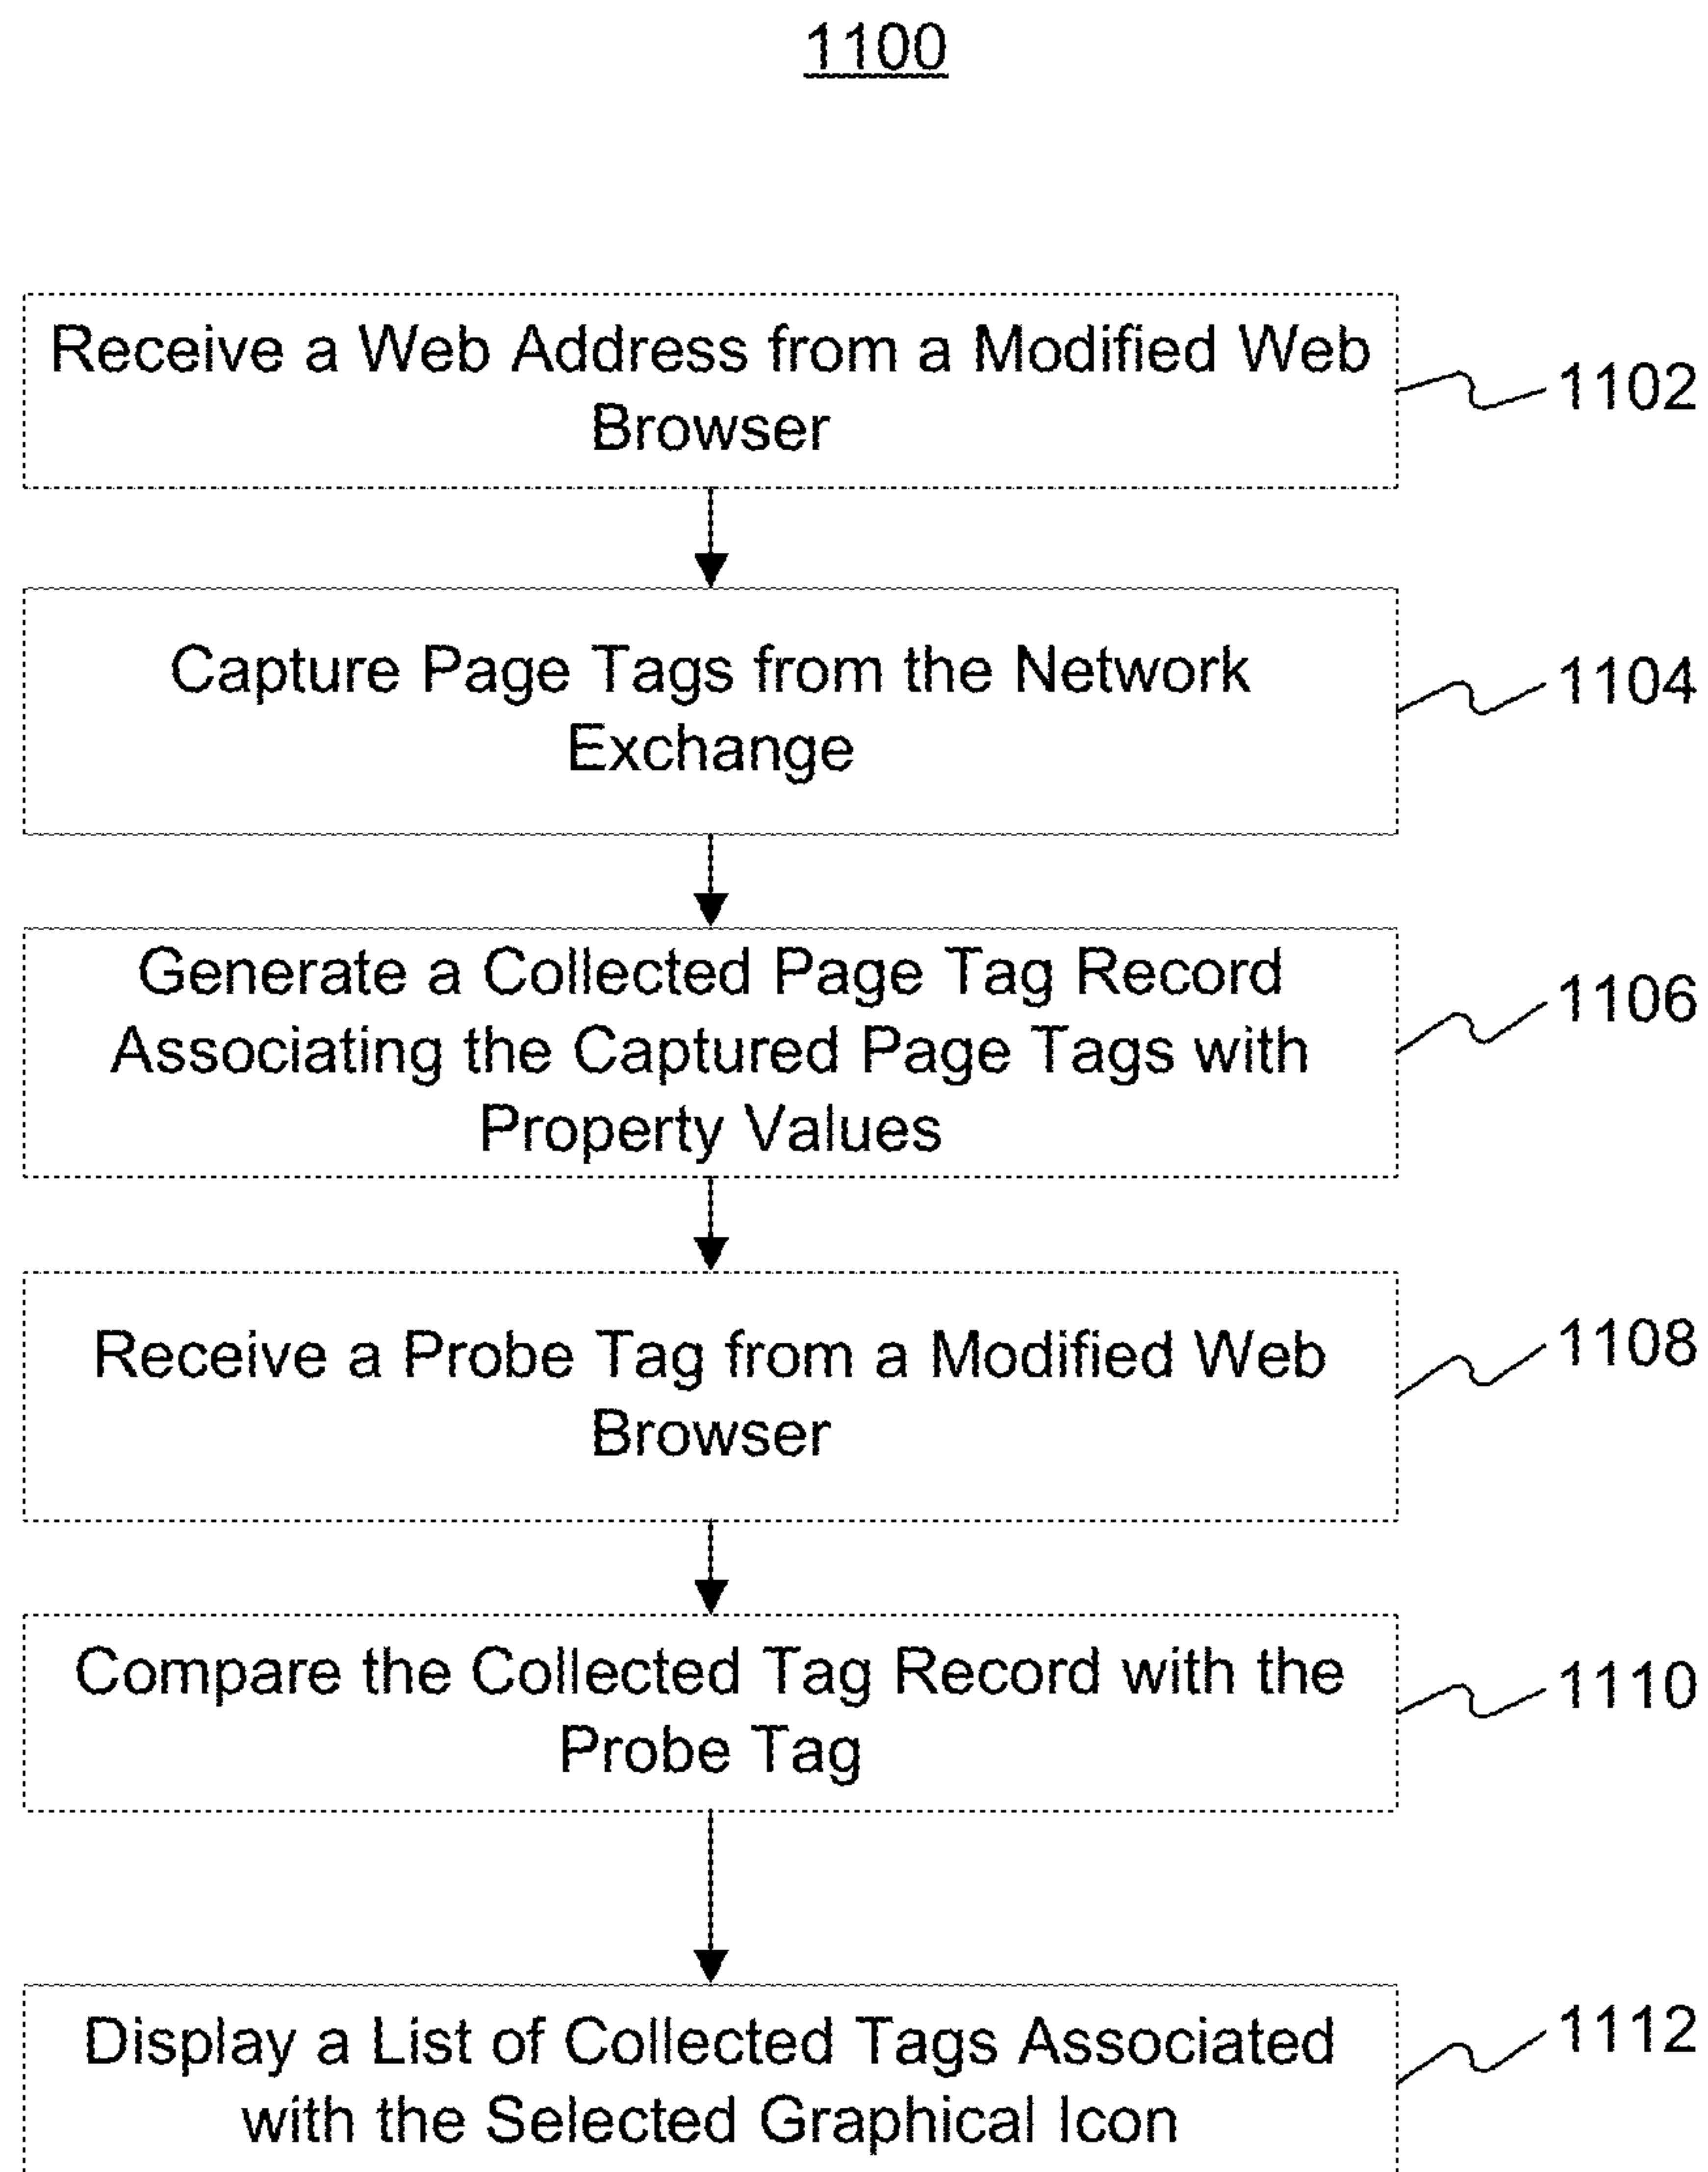 1100
Receive a Web Address from a Modified Web
Browser
1102
Capture Page Tags from the Network
Exchange
1104
Generate a Collected Page Tag Record
Associating the Captured Page Tags with
Property Values
1106
Receive a Probe Tag from a Modified Web
Browser
1108
Compare the Collected Tag Record with the
Probe Tag
1110
Display a List of Collected Tags Associated
with the Selected Graphical Icon
1112